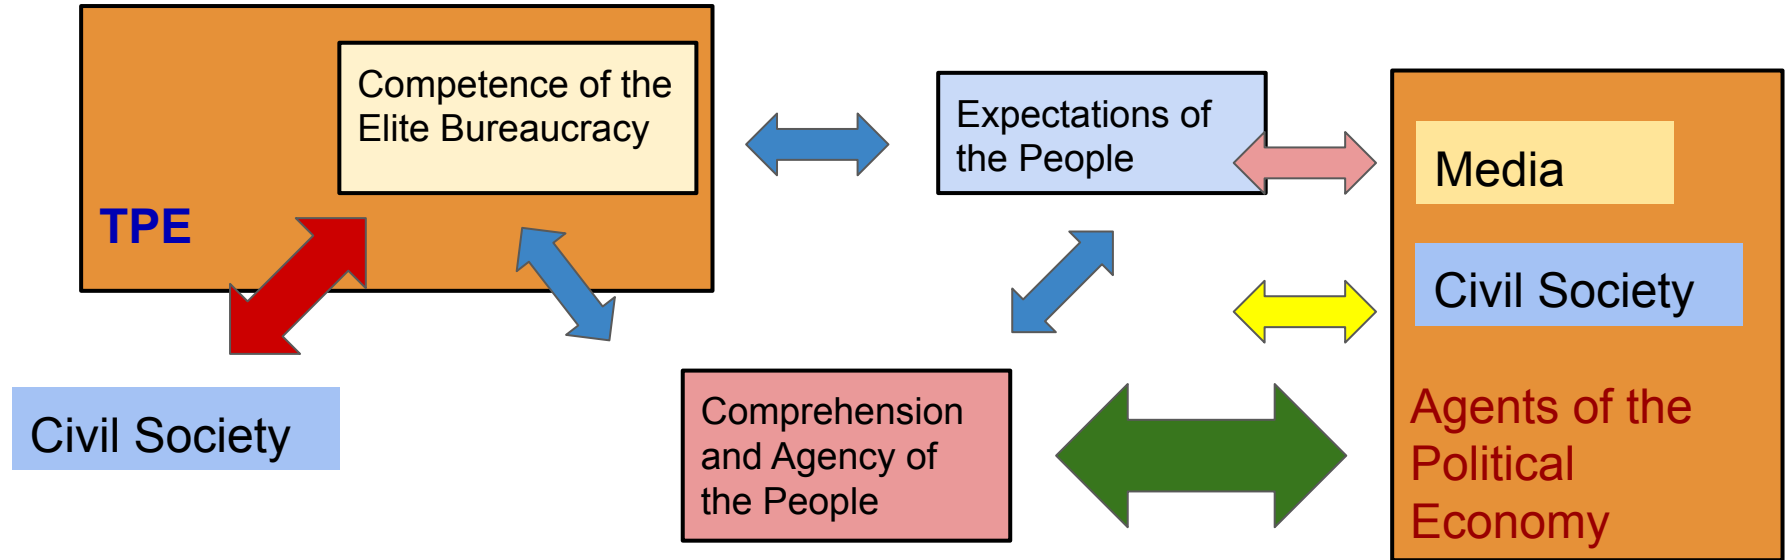 Competence of the
Elite Bureaucracy
TPE
Expectations of
the People
Media
Civil Society
Agents of the
Political
Economy
Civil Society
Comprehension
and Agency of
the People